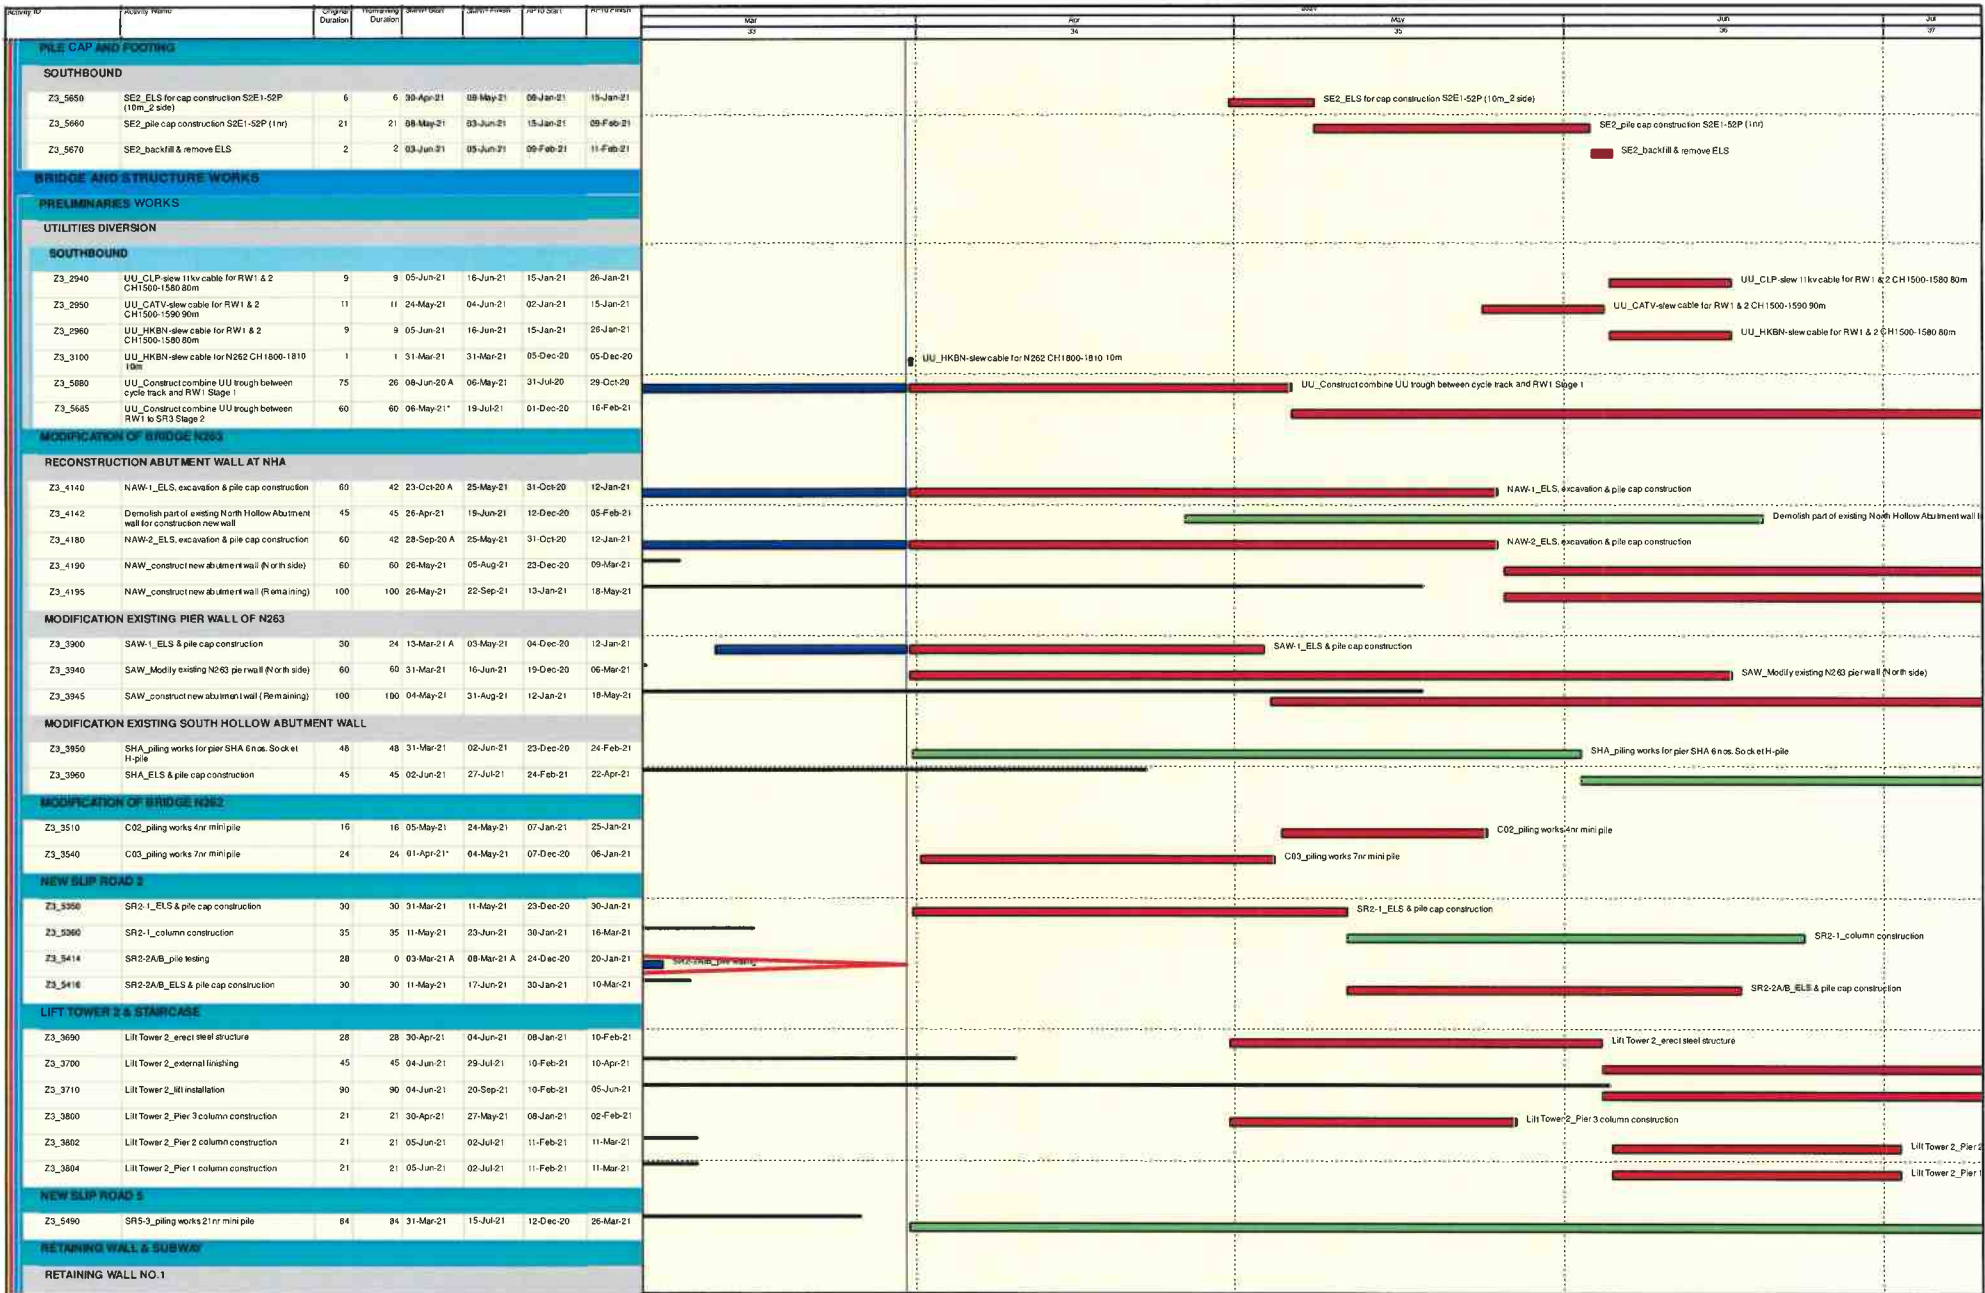 Activity ID Activity Name Original Duration Remaining Duration 3MRP Start 3MRP Finish AP10 Start AP10 Finish
2021
Mar Apr May Jun Jul
33 34 35 36 37
PILE CAP AND FOOTING
SOUTHBOUND
Z3_5650 SE2_ELS for cap construction S2E1-52P (10m_2 side) 6 6 30-Apr-21 08-May-21 08-Jan-21 15-Jan-21 SE2_ELS for cap construction S2E1-52P (10m_2 side)
Z3_5660 SE2_pile cap construction S2E1-52P (1nr) 21 21 08-May-21 03-Jun-21 15-Jan-21 09-Feb-21 SE2_pile cap construction S2E1-52P (1nr)
Z3_5670 SE2_backfill & remove ELS 2 2 03-Jun-21 05-Jun-21 09-Feb-21 11-Feb-21 SE2_backfill & remove ELS
BRIDGE AND STRUCTURE WORKS
PRELIMINARIES WORKS
UTILITIES DIVERSION
SOUTHBOUND
Z3_2940 UU_CLP-slew 11kv cable for RW1 & 2 CH1500-1580 80m 9 9 05-Jun-21 16-Jun-21 15-Jan-21 26-Jan-21 UU_CLP-slew 11kv cable for RW1 & 2 CH1500-1580 80m
Z3_2950 UU_CATV-slew cable for RW1 & 2 CH1500-1590 90m 11 11 24-May-21 04-Jun-21 02-Jan-21 15-Jan-21 UU_CATV-slew cable for RW1 & 2 CH1500-1590 90m
Z3_2960 UU_HKBN-slew cable for RW1 & 2 CH1500-1580 80m 9 9 05-Jun-21 16-Jun-21 15-Jan-21 26-Jan-21 UU_HKBN-slew cable for RW1 & 2 CH1500-1580 80m
Z3_3100 UU_HKBN-slew cable for N262 CH1800-1810 10m 1 1 31-Mar-21 31-Mar-21 05-Dec-20 05-Dec-20 UU_HKBN-slew cable for N262 CH1800-1810 10m
Z3_5680 UU_Construct combine UU trough between cycle track and RW1 Stage 1 75 26 08-Jun-20 A 06-May-21 31-Jul-20 29-Oct-20 UU_Construct combine UU trough between cycle track and RW1 Stage 1
Z3_5685 UU_Construct combine UU trough between RW1 to SR3 Stage 2 60 60 06-May-21* 19-Jul-21 01-Dec-20 16-Feb-21
MODIFICATION OF BRIDGE N263
RECONSTRUCTION ABUTMENT WALL AT NHA
Z3_4140 NAW-1_ELS, excavation & pile cap construction 60 42 23-Oct-20 A 25-May-21 31-Oct-20 12-Jan-21 NAW-1_ELS, excavation & pile cap construction
Z3_4142 Demolish part of existing North Hollow Abutment wall for construction new wall 45 45 26-Apr-21 19-Jun-21 12-Dec-20 05-Feb-21 Demolish part of existing North Hollow Abutment wall
Z3_4180 NAW-2_ELS, excavation & pile cap construction 60 42 28-Sep-20 A 25-May-21 31-Oct-20 12-Jan-21 NAW-2_ELS, excavation & pile cap construction
Z3_4190 NAW_construct new abutment wall (North side) 60 60 26-May-21 05-Aug-21 23-Dec-20 09-Mar-21
Z3_4195 NAW_construct new abutment wall (Remaining) 100 100 26-May-21 22-Sep-21 13-Jan-21 18-May-21
MODIFICATION EXISTING PIER WALL OF N263
Z3_3900 SAW-1_ELS & pile cap construction 30 24 13-Mar-21 A 03-May-21 04-Dec-20 12-Jan-21 SAW-1_ELS & pile cap construction
Z3_3940 SAW_Modify existing N263 pier wall (North side) 60 60 31-Mar-21 16-Jun-21 19-Dec-20 06-Mar-21 SAW_Modify existing N263 pier wall (North side)
Z3_3945 SAW_construct new abutment wall (Remaining) 100 100 04-May-21 31-Aug-21 12-Jan-21 18-May-21
MODIFICATION EXISTING SOUTH HOLLOW ABUTMENT WALL
Z3_3950 SHA_piling works for pier SHA 6nos. Socket H-pile 48 48 31-Mar-21 02-Jun-21 23-Dec-20 24-Feb-21 SHA_piling works for pier SHA 6nos. Socket H-pile
Z3_3960 SHA_ELS & pile cap construction 45 45 02-Jun-21 27-Jul-21 24-Feb-21 22-Apr-21
MODIFICATION OF BRIDGE N262
Z3_3510 C02_piling works 4nr mini pile 16 16 05-May-21 24-May-21 07-Jan-21 25-Jan-21 C02_piling works 4nr mini pile
Z3_3540 C03_piling works 7nr mini pile 24 24 01-Apr-21* 04-May-21 07-Dec-20 06-Jan-21 C03_piling works 7nr mini pile
NEW SLIP ROAD 2
Z3_5350 SR2-1_ELS & pile cap construction 30 30 31-Mar-21 11-May-21 23-Dec-20 30-Jan-21 SR2-1_ELS & pile cap construction
Z3_5360 SR2-1_column construction 35 35 11-May-21 23-Jun-21 30-Jan-21 16-Mar-21 SR2-1_column construction
Z3_5414 SR2-2A/B_pile testing 28 0 03-Mar-21 A 08-Mar-21 A 24-Dec-20 20-Jan-21 SR2-2A/B_pile testing
Z3_5416 SR2-2A/B_ELS & pile cap construction 30 30 11-May-21 17-Jun-21 30-Jan-21 10-Mar-21 SR2-2A/B_ELS & pile cap construction
LIFT TOWER 2 & STAIRCASE
Z3_3690 Lift Tower 2_erect steel structure 28 28 30-Apr-21 04-Jun-21 08-Jan-21 10-Feb-21 Lift Tower 2_erect steel structure
Z3_3700 Lift Tower 2_external finishing 45 45 04-Jun-21 29-Jul-21 10-Feb-21 10-Apr-21
Z3_3710 Lift Tower 2_lift installation 90 90 04-Jun-21 20-Sep-21 10-Feb-21 05-Jun-21
Z3_3800 Lift Tower 2_Pier 3 column construction 21 21 30-Apr-21 27-May-21 08-Jan-21 02-Feb-21 Lift Tower 2_Pier 3 column construction
Z3_3802 Lift Tower 2_Pier 2 column construction 21 21 05-Jun-21 02-Jul-21 11-Feb-21 11-Mar-21 Lift Tower 2_Pier 2
Z3_3804 Lift Tower 2_Pier 1 column construction 21 21 05-Jun-21 02-Jul-21 11-Feb-21 11-Mar-21 Lift Tower 2_Pier 1
NEW SLIP ROAD 5
Z3_5490 SR5-3_piling works 21nr mini pile 84 84 31-Mar-21 15-Jul-21 12-Dec-20 26-Mar-21
RETAINING WALL & SUBWAY
RETAINING WALL NO.1